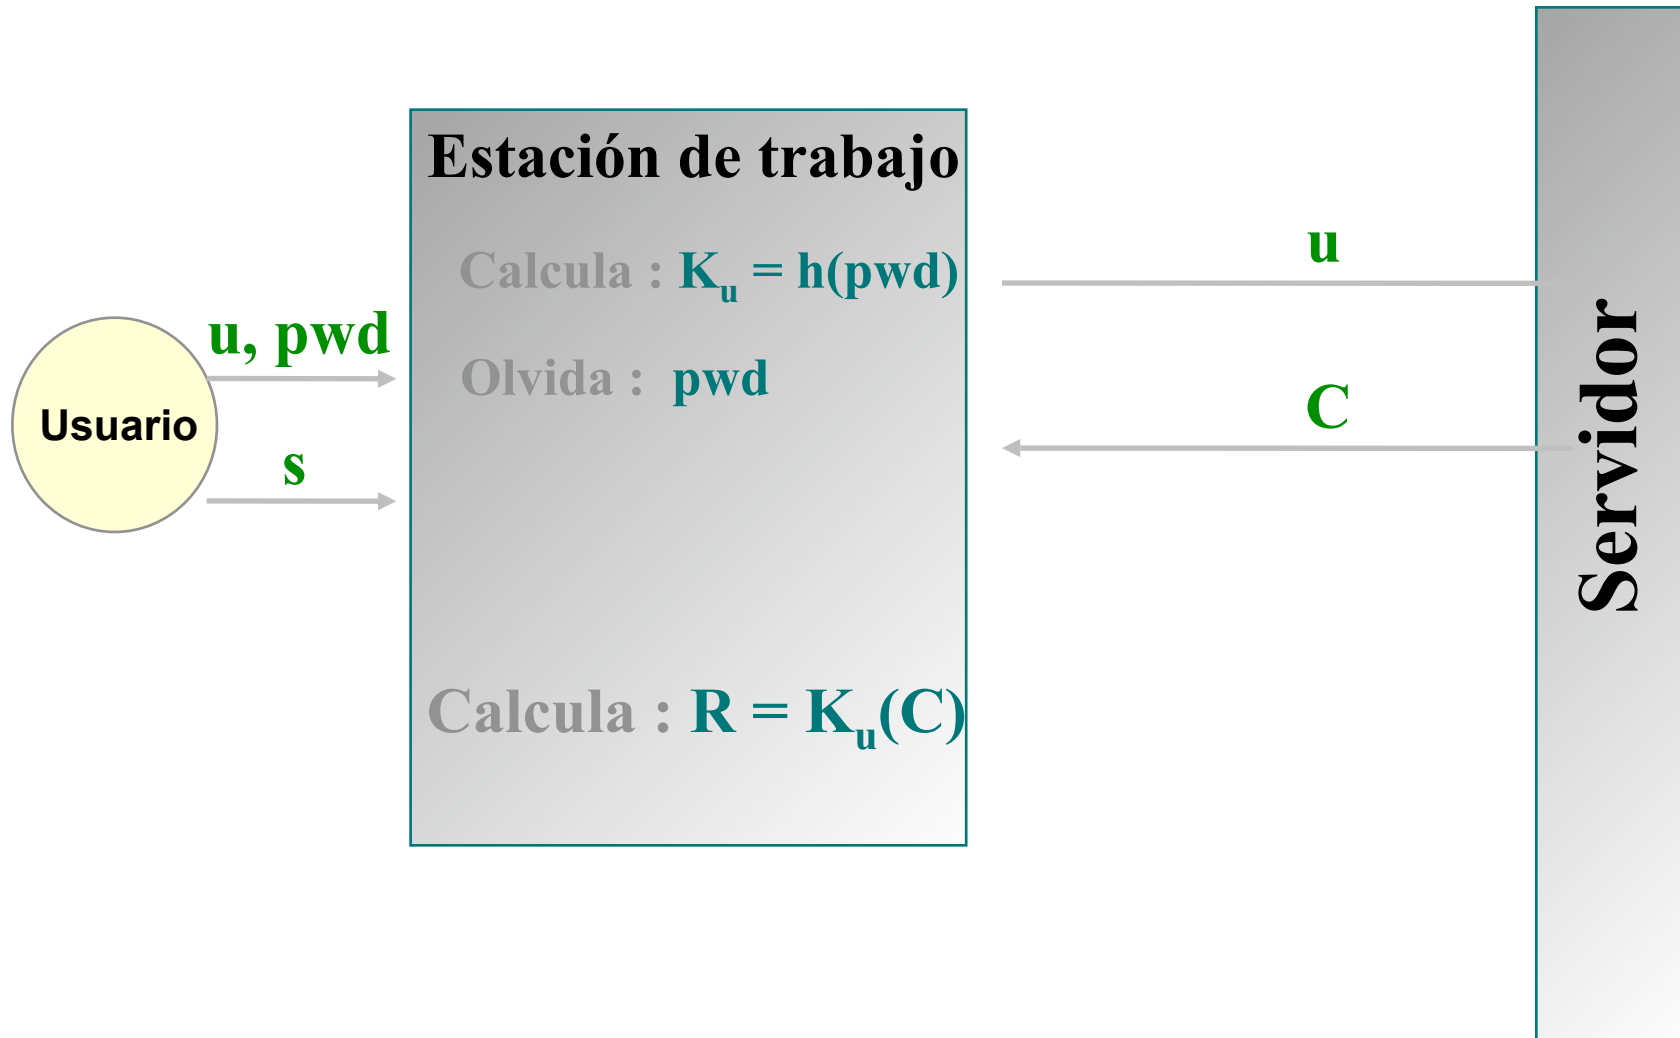 Estación de trabajo
Calcula : Ku = h(pwd)
u
u, pwd
Olvida : pwd
Usuario
C
s
Servidor
Calcula : R = Ku(C)